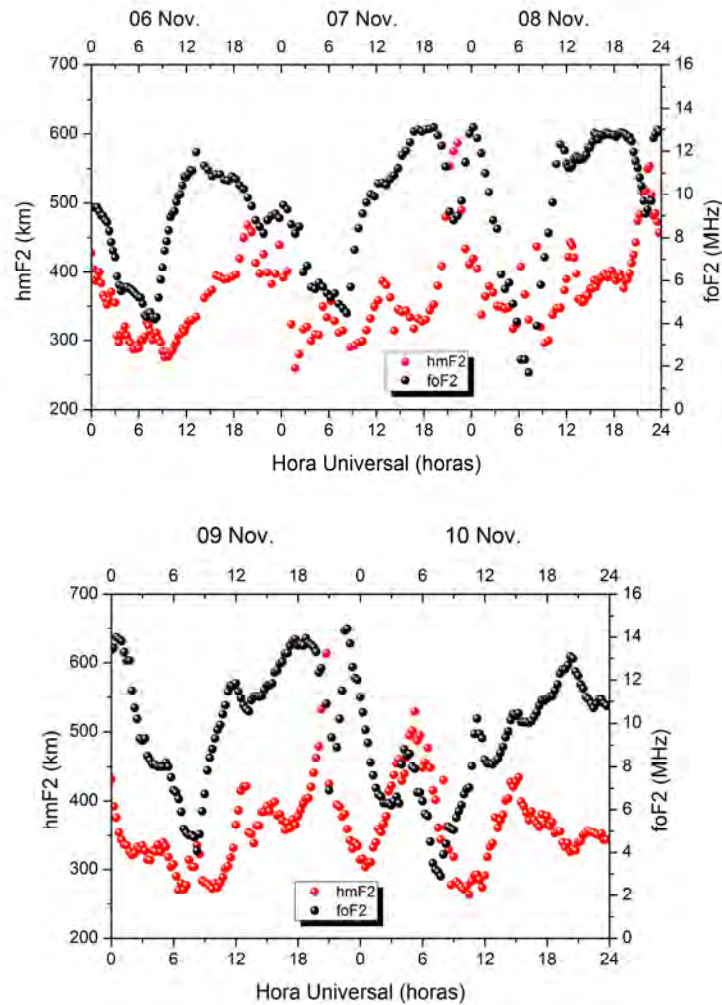 06 Nov. 07 Nov. 08 Nov.
0 6 12 18 0 6 12 18 0 6 12 18 24
700 16
14
600 12
500 10
8
400 6
300 4
2
200 0
hmF2 (km)
foF2 (MHz)
hmF2
foF2
0 6 12 18 0 6 12 18 0 6 12 18 24
Hora Universal (horas)
09 Nov. 10 Nov.
0 6 12 18 0 6 12 18 24
700 16
14
600 12
500 10
8
400 6
300 4
2
200 0
hmF2 (km)
foF2 (MHz)
hmF2
foF2
0 6 12 18 0 6 12 18 24
Hora Universal (horas)